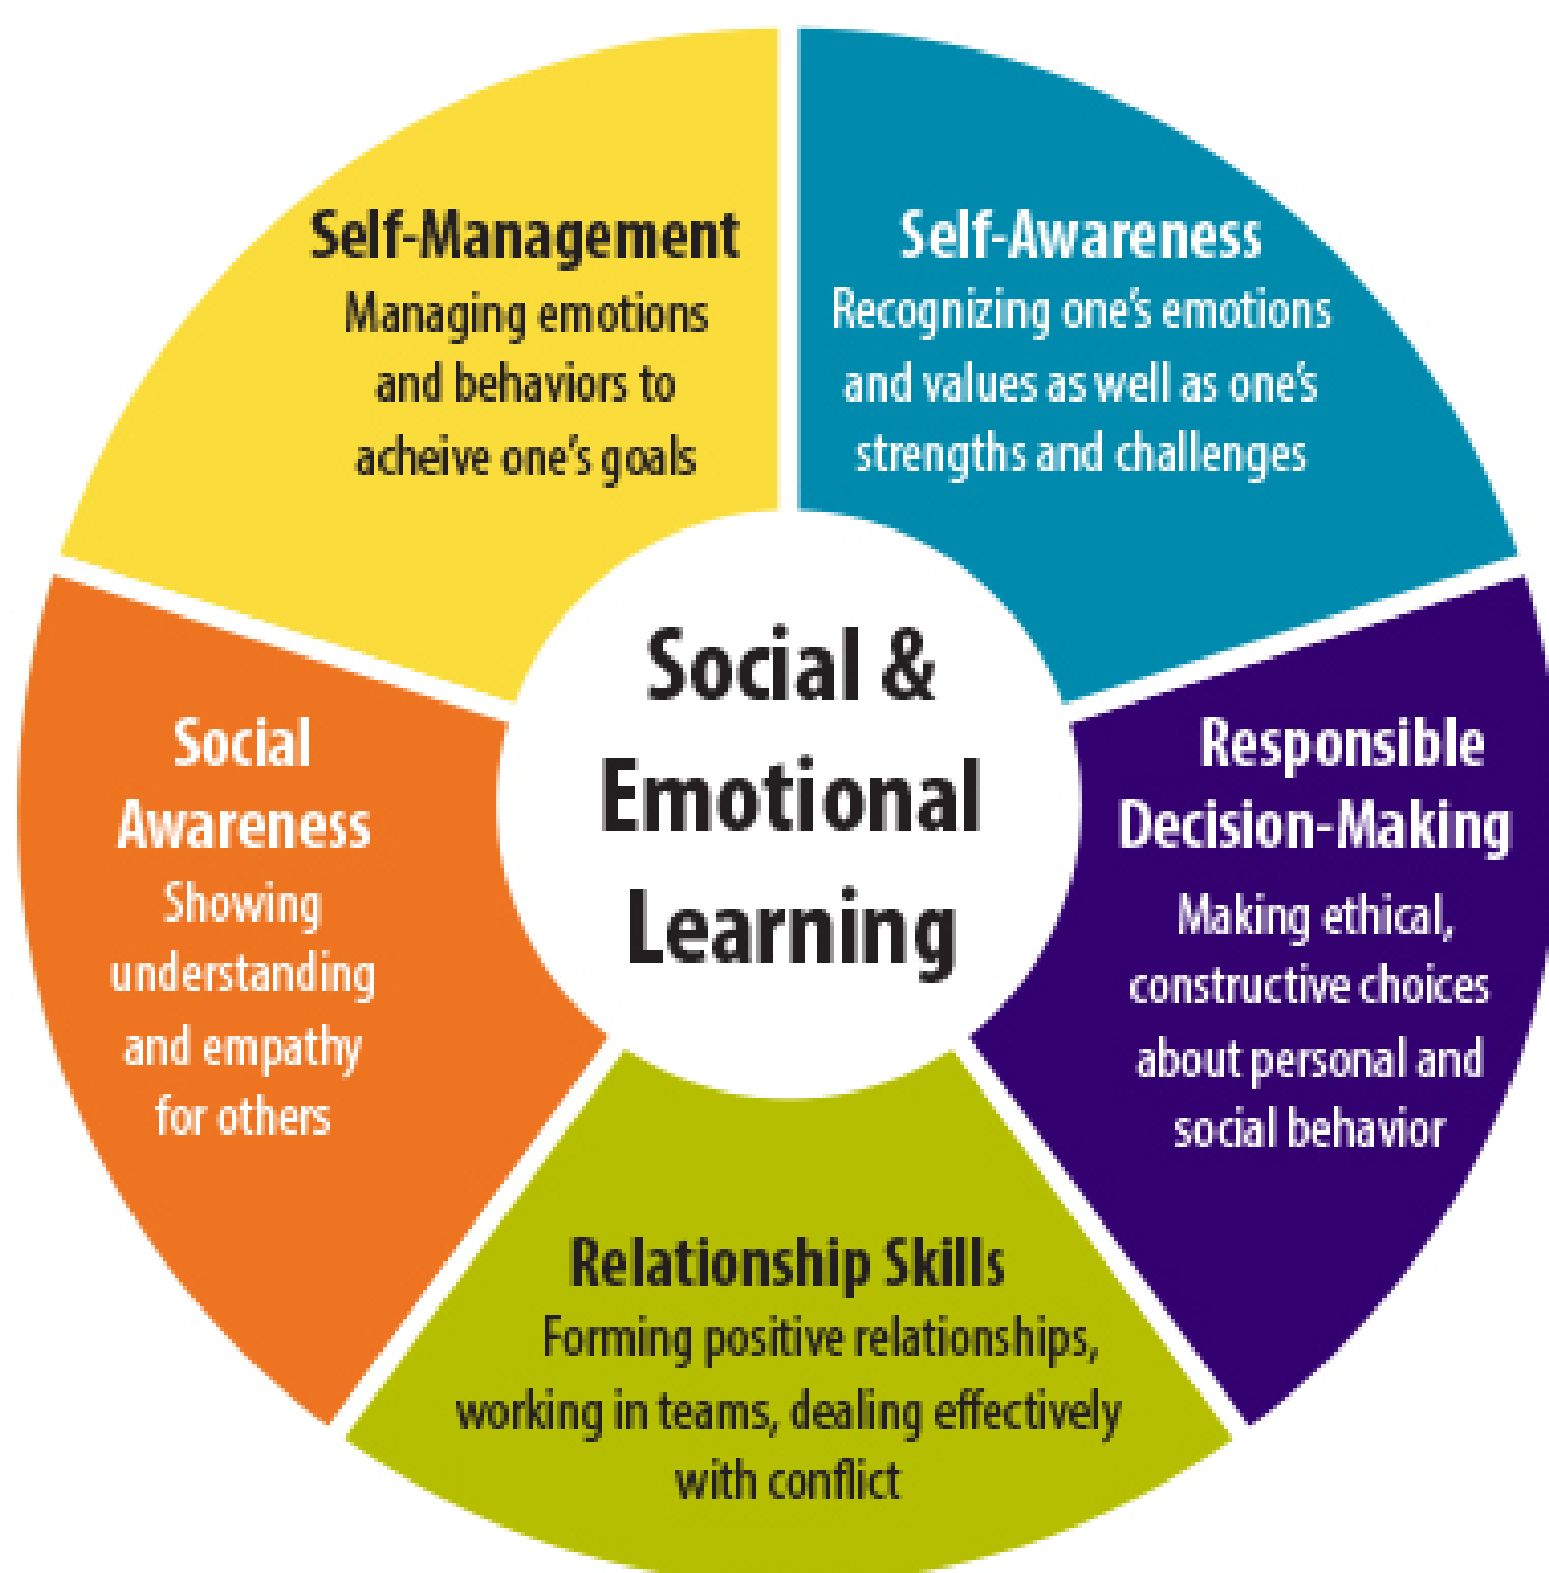 Self-Management
Managing emotions
and behaviors to
acheive one's goals
Self-Awareness
Recognizing one's emotions
and values as well as one's
strengths and challenges
Social &
Emotional
Learning
Social
Awareness
Showing
understanding
and empathy
for others
Responsible
Decision-Making
Making ethical,
constructive choices
about personal and
social behavior
Relationship Skills
Forming positive relationships,
working in teams, dealing effectively
with conflict